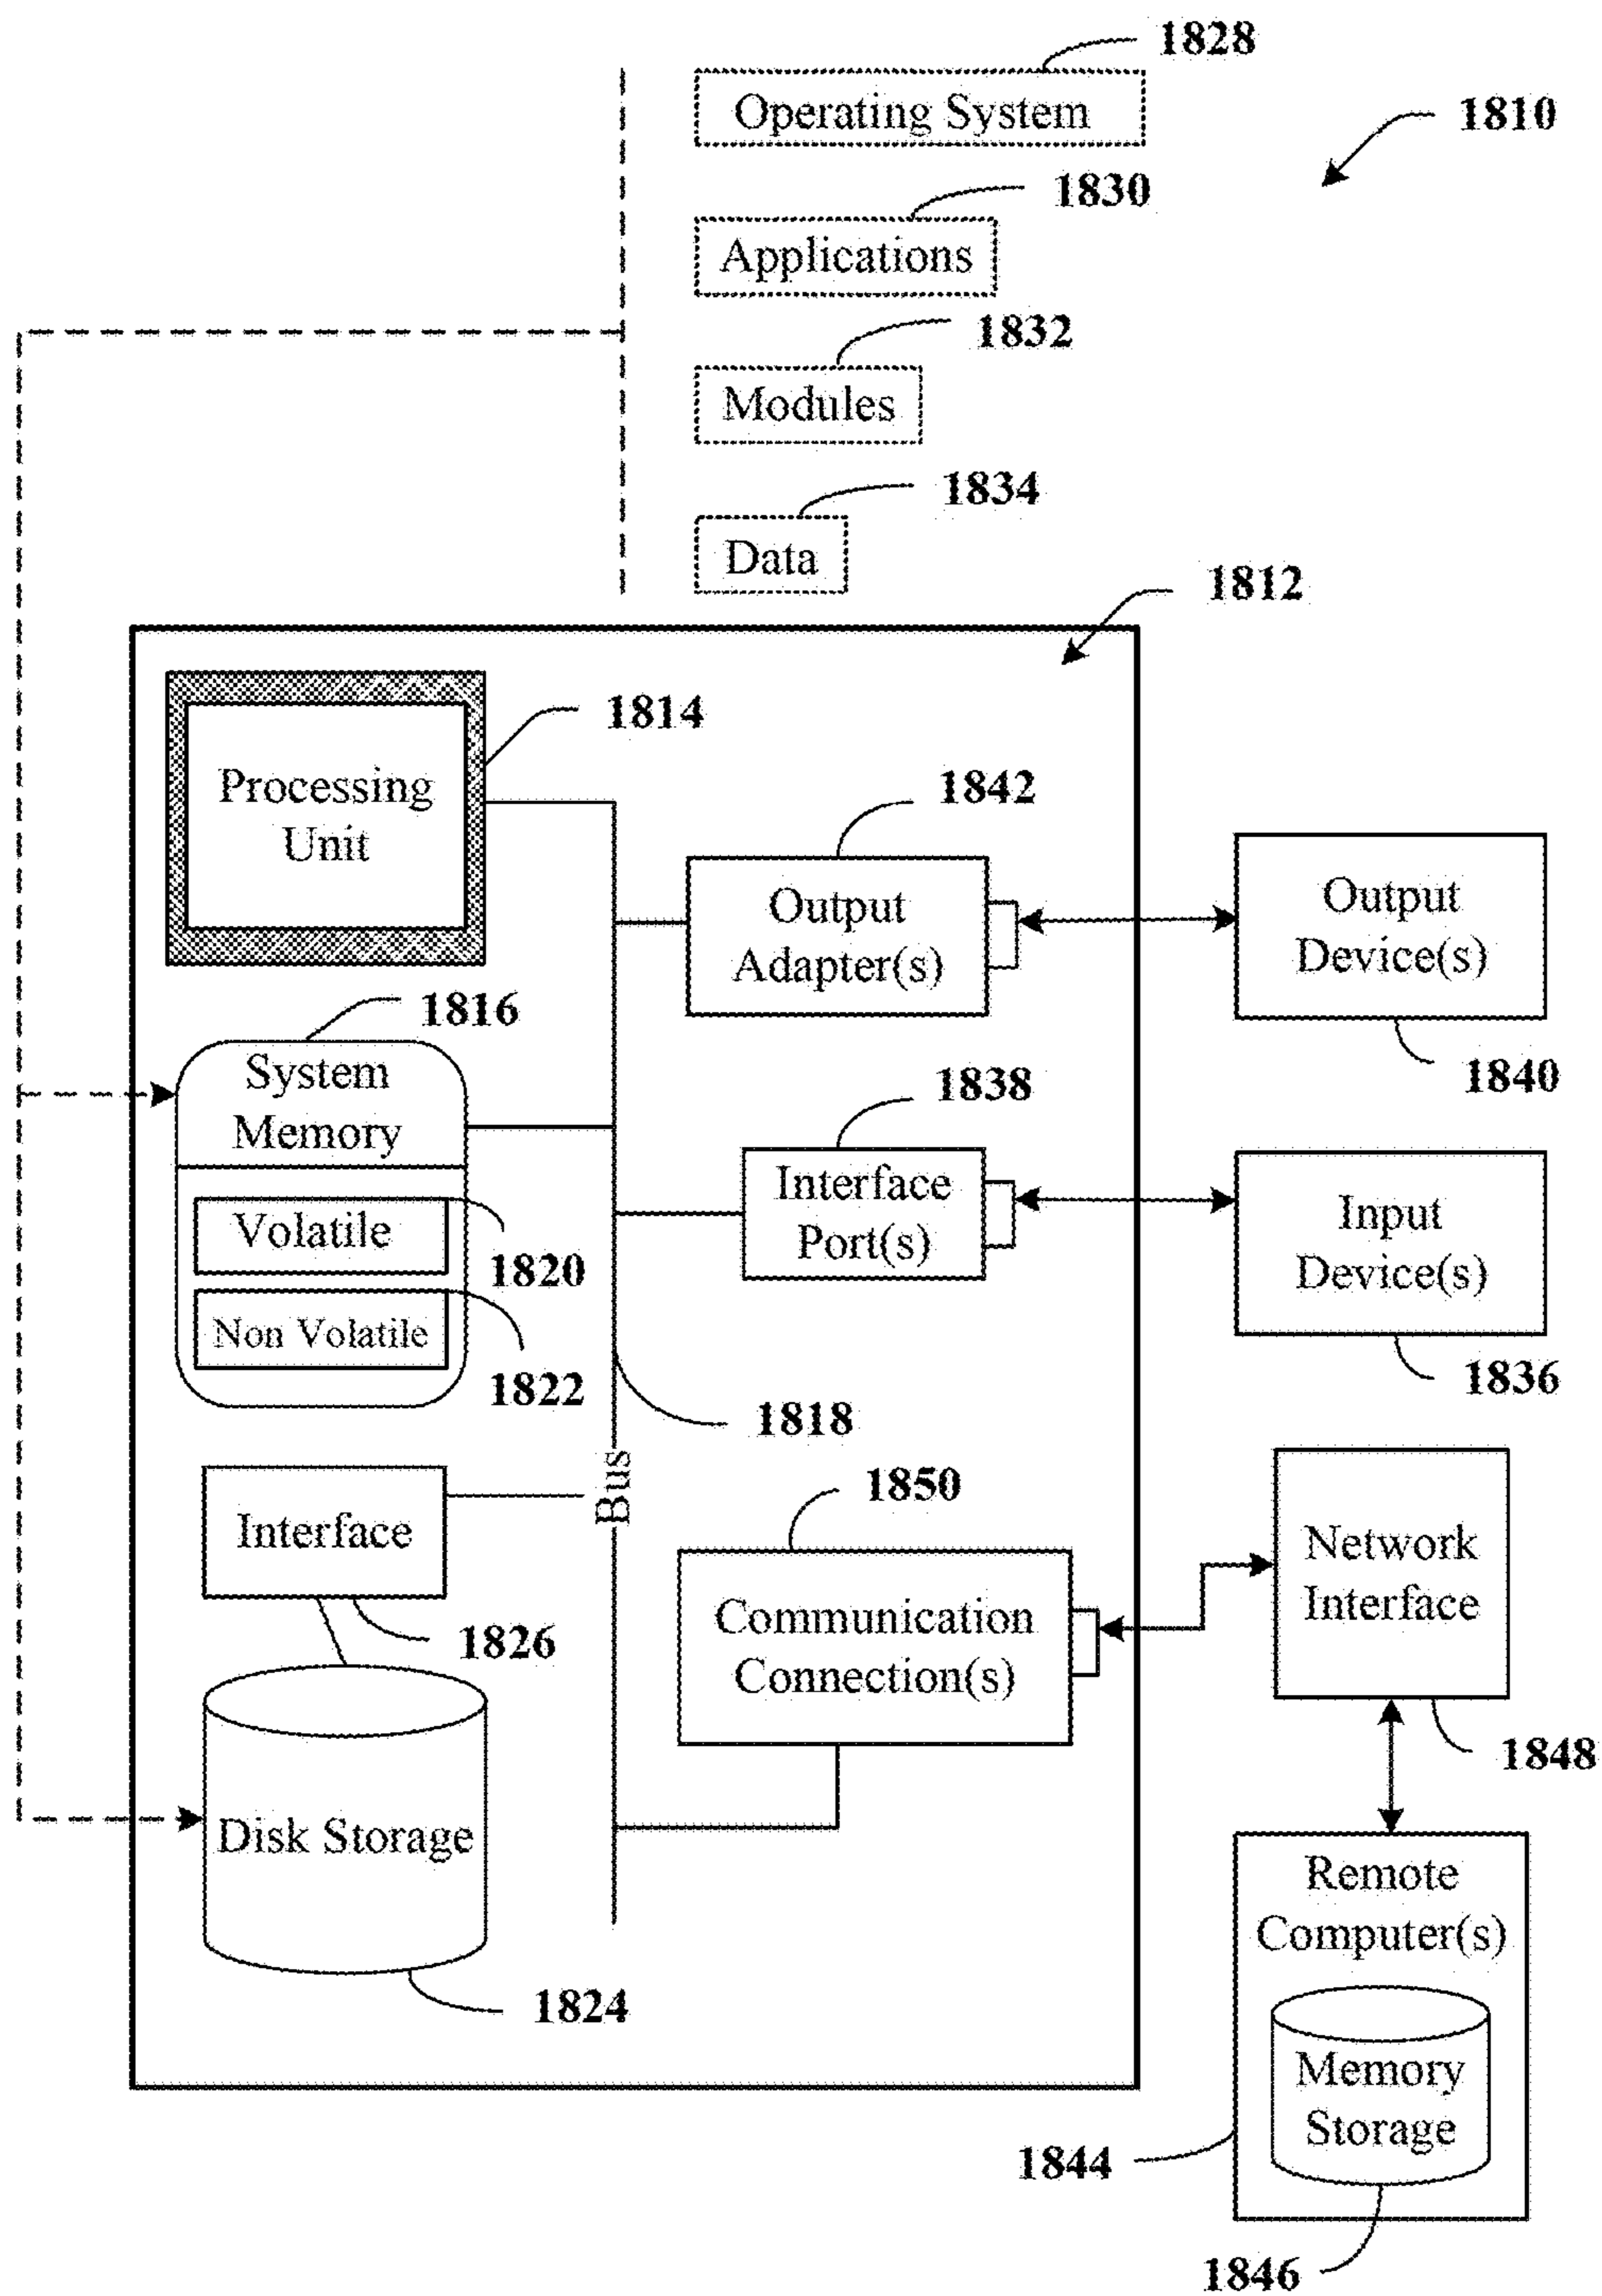 1828
Operating System
1810
1830
Applications
1832
Modules
1834
Data
1812
1814
Processing
Unit
1842
Output
Adapter(s)
Output
Device(s)
1840
1816
System
Memory
1838
Interface
Port(s)
Input
Device(s)
1836
Volatile
1820
Non Volatile
1822
1818
Bus
Interface
1826
1850
Communication
Connection(s)
Network
Interface
1848
Disk Storage
1824
Remote
Computer(s)
Memory
Storage
1844
1846